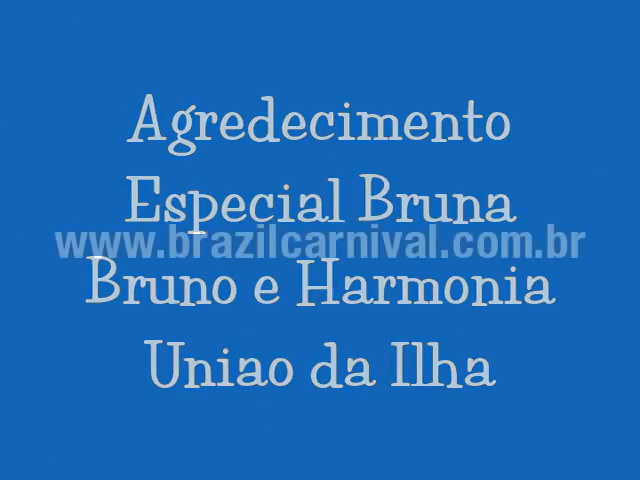 Agredecimento
Especial Bruna
www.brazilcarnival.com.br
Bruno e Harmonia
Uniao da Ilha